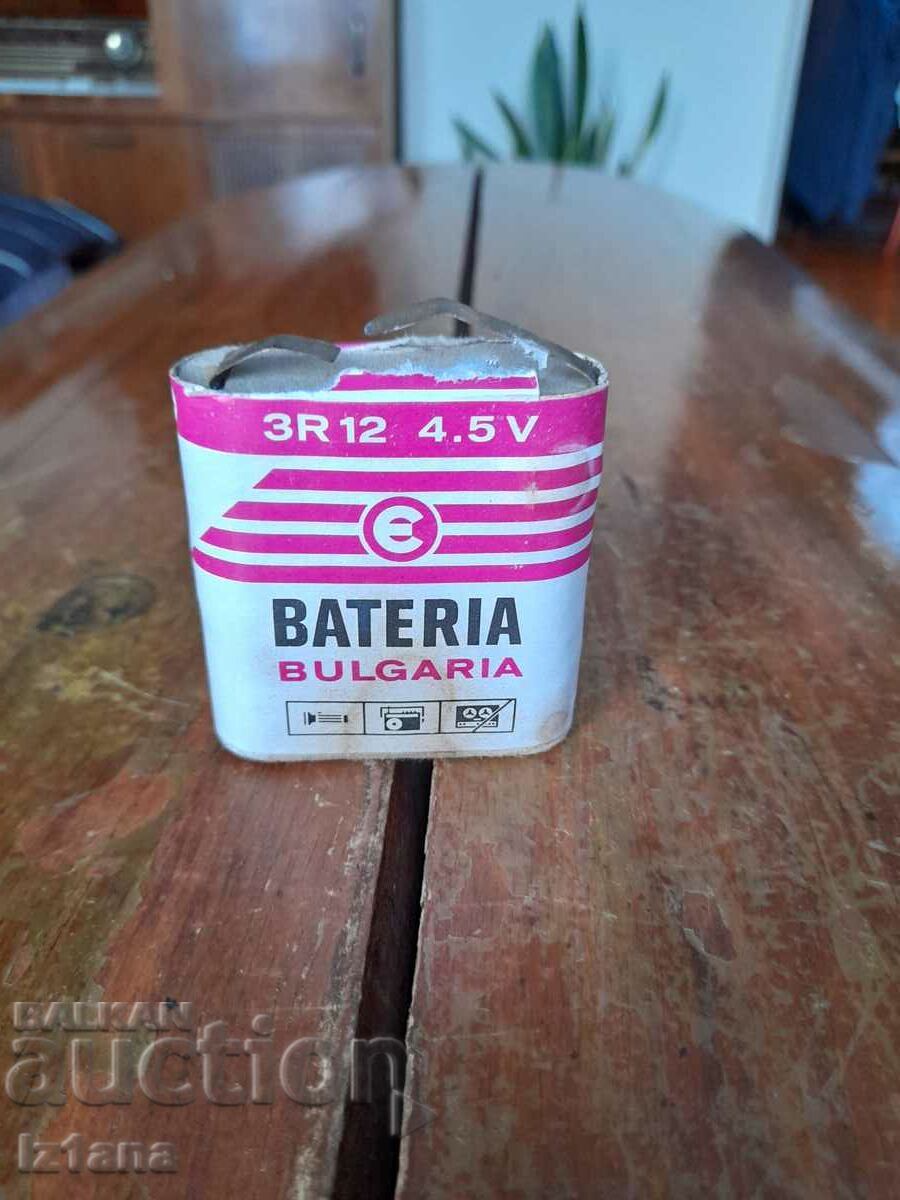 3R12 4.5V
BATERIA
BULGARIA
BALKAN
auction
Iz1ana